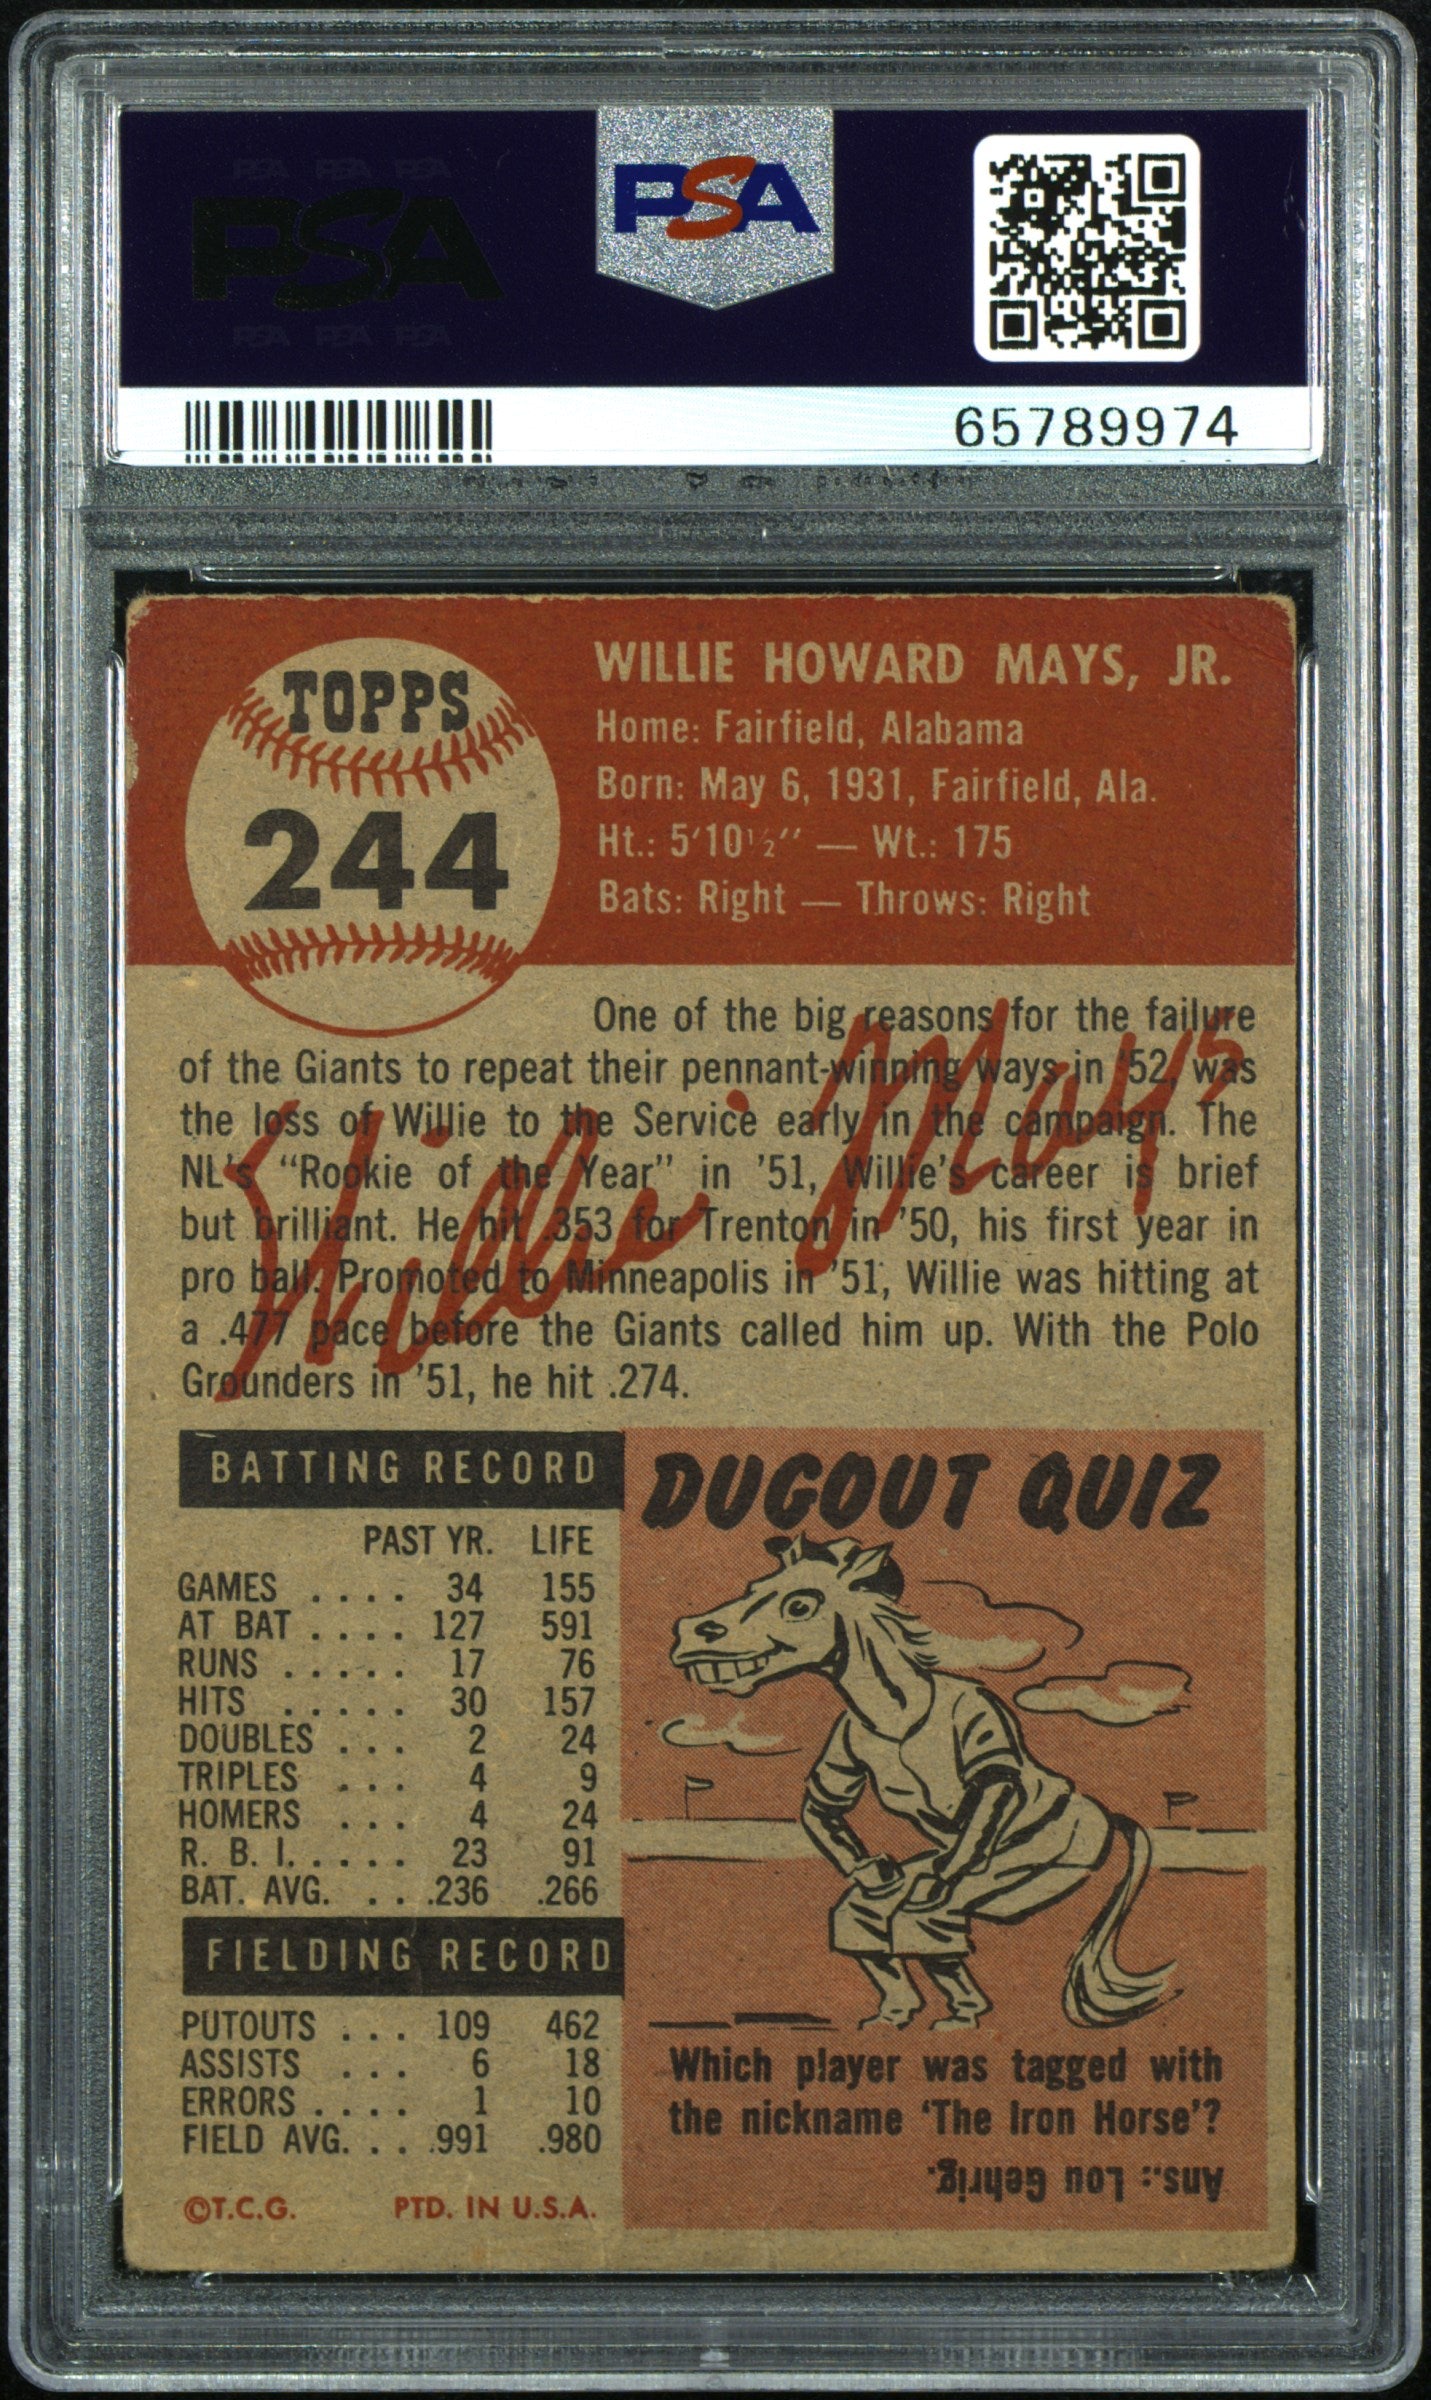 PSA PSA PSA
PSA
PSA PSA PSA
PSA
65789974
TOPPS
244
WILLIE HOWARD MAYS, JR.
Home: Fairfield, Alabama
Born: May 6, 1931, Fairfield, Ala.
Ht.: 5'10½" — Wt.: 175
Bats: Right — Throws: Right
One of the big reasons for the failure
of the Giants to repeat their pennant-winning ways in '52, was
the loss of Willie to the Service early in the campaign. The
NL's "Rookie of the Year" in '51, Willie's career is brief
but brilliant. He hit .353 for Trenton in '50, his first year in
pro ball. Promoted to Minneapolis in '51, Willie was hitting at
a .477 pace before the Giants called him up. With the Polo
Grounders in '51, he hit .274.
Willie Mays
BATTING RECORD
PAST YR. LIFE
GAMES .... 34 155
AT BAT .... 127 591
RUNS ..... 17 76
HITS ..... 30 157
DOUBLES ... 2 24
TRIPLES ... 4 9
HOMERS ... 4 24
R. B. I. .... 23 91
BAT. AVG. .. .236 .266
FIELDING RECORD
PUTOUTS ... 109 462
ASSISTS ... 6 18
ERRORS .... 1 10
FIELD AVG. .. .991 .980
©T.C.G. PTD. IN U.S.A.
DUGOUT QUIZ
Which player was tagged with
the nickname 'The Iron Horse'?
Ans.: Lou Gehrig.